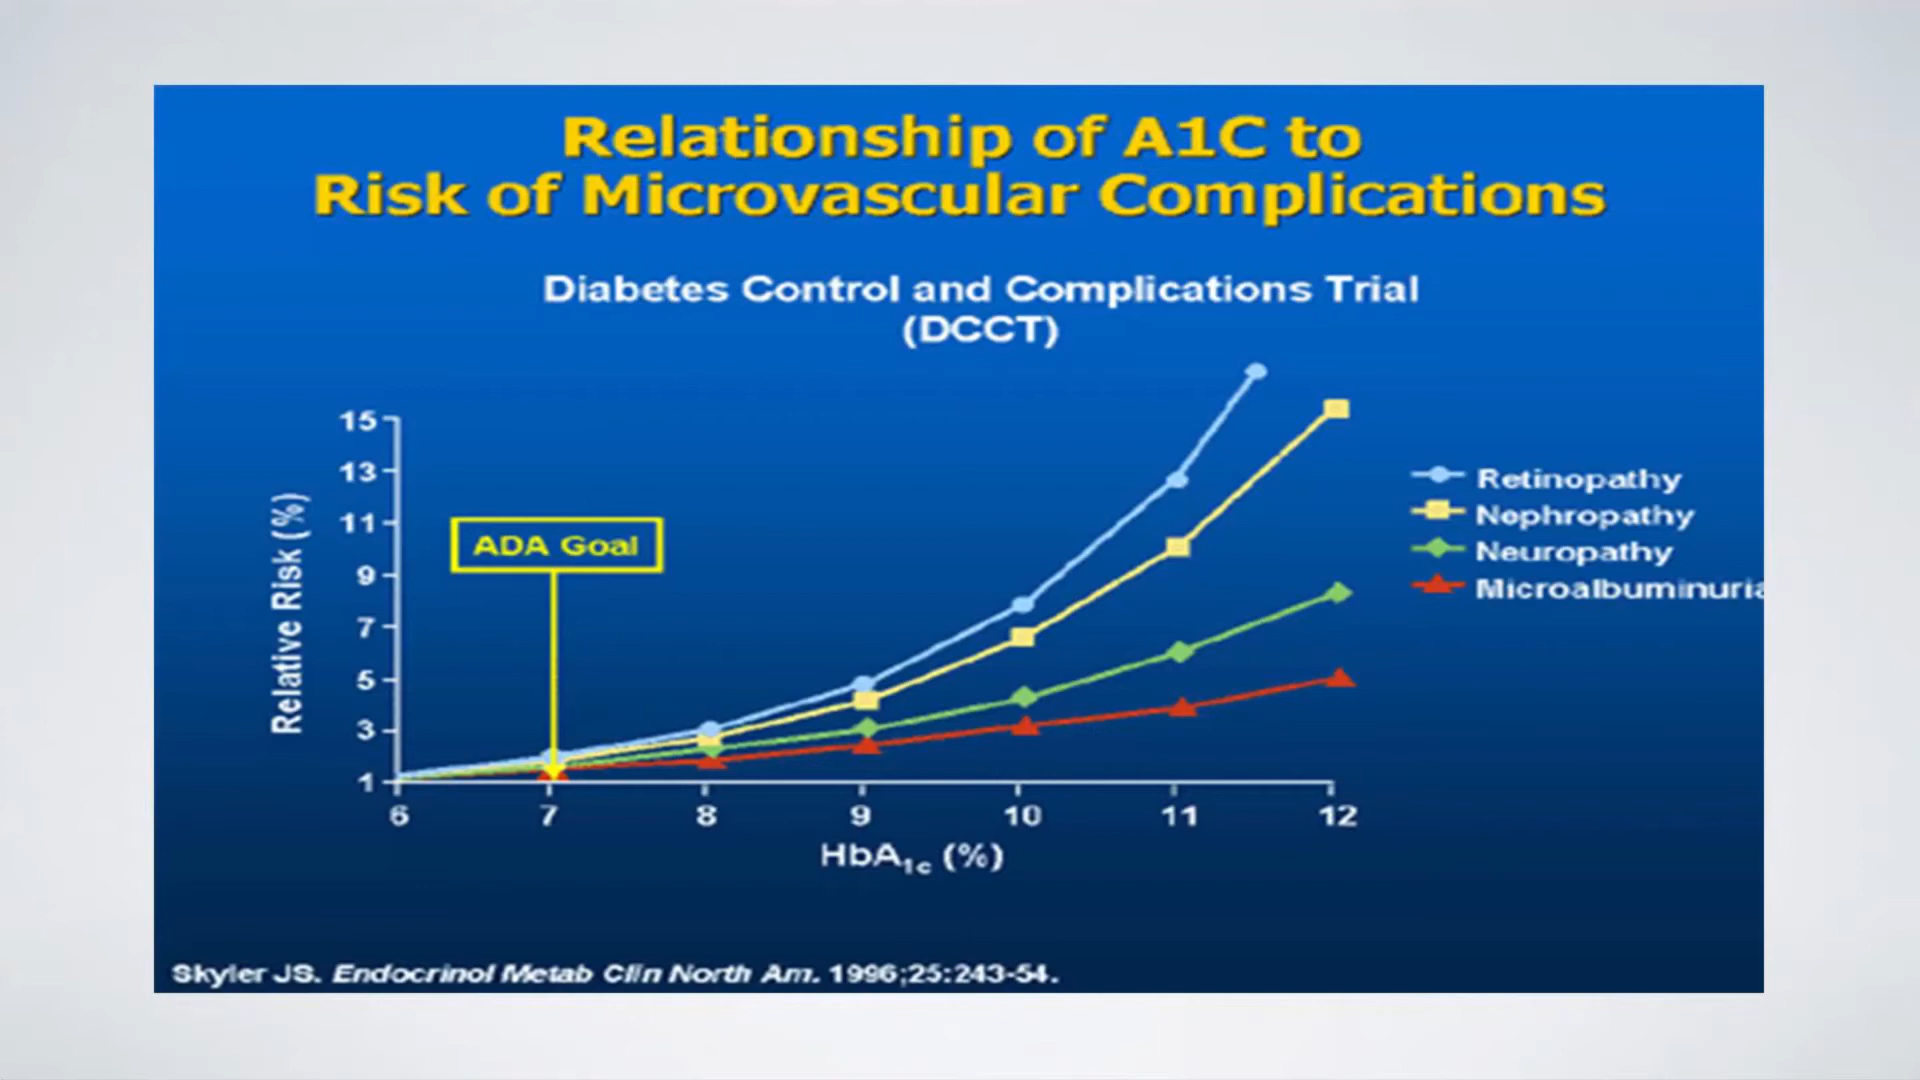 Relationship of A1C to
Risk of Microvascular Complications
Diabetes Control and Complications Trial
(DCCT)
15
13
11
9
7
5
3
1
Relative Risk (%)
ADA Goal
Retinopathy
Nephropathy
Neuropathy
Microalbuminuria
6 7 8 9 10 11 12
HbA1c (%)
Skyler JS. Endocrinol Metab Clin North Am. 1996;25:243-54.